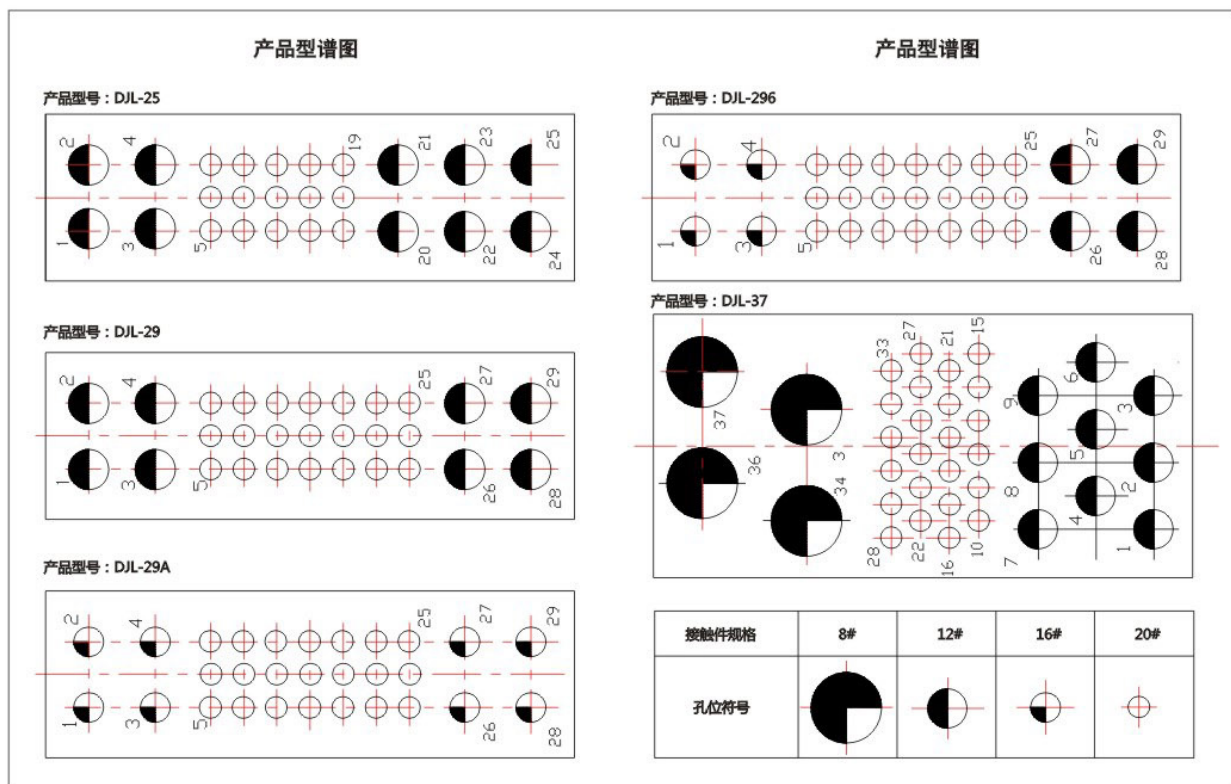 产品型谱图
产品型号：DJL-25
2 4 19 21 23 25
1 3 5 20 22 24
产品型号：DJL-29
2 4 25 27 29
1 3 5 26 28
产品型号：DJL-29A
2 4 25 27 29
1 3 5 26 28
产品型谱图
产品型号：DJL-296
2 4 25 27 29
1 3 5 26 28
产品型号：DJL-37
33 27 21 15 6
37 9 3
36 34 3 8 5 2
28 22 16 10 7 4 1
接触件规格 8# 12# 16# 20#
孔位符号